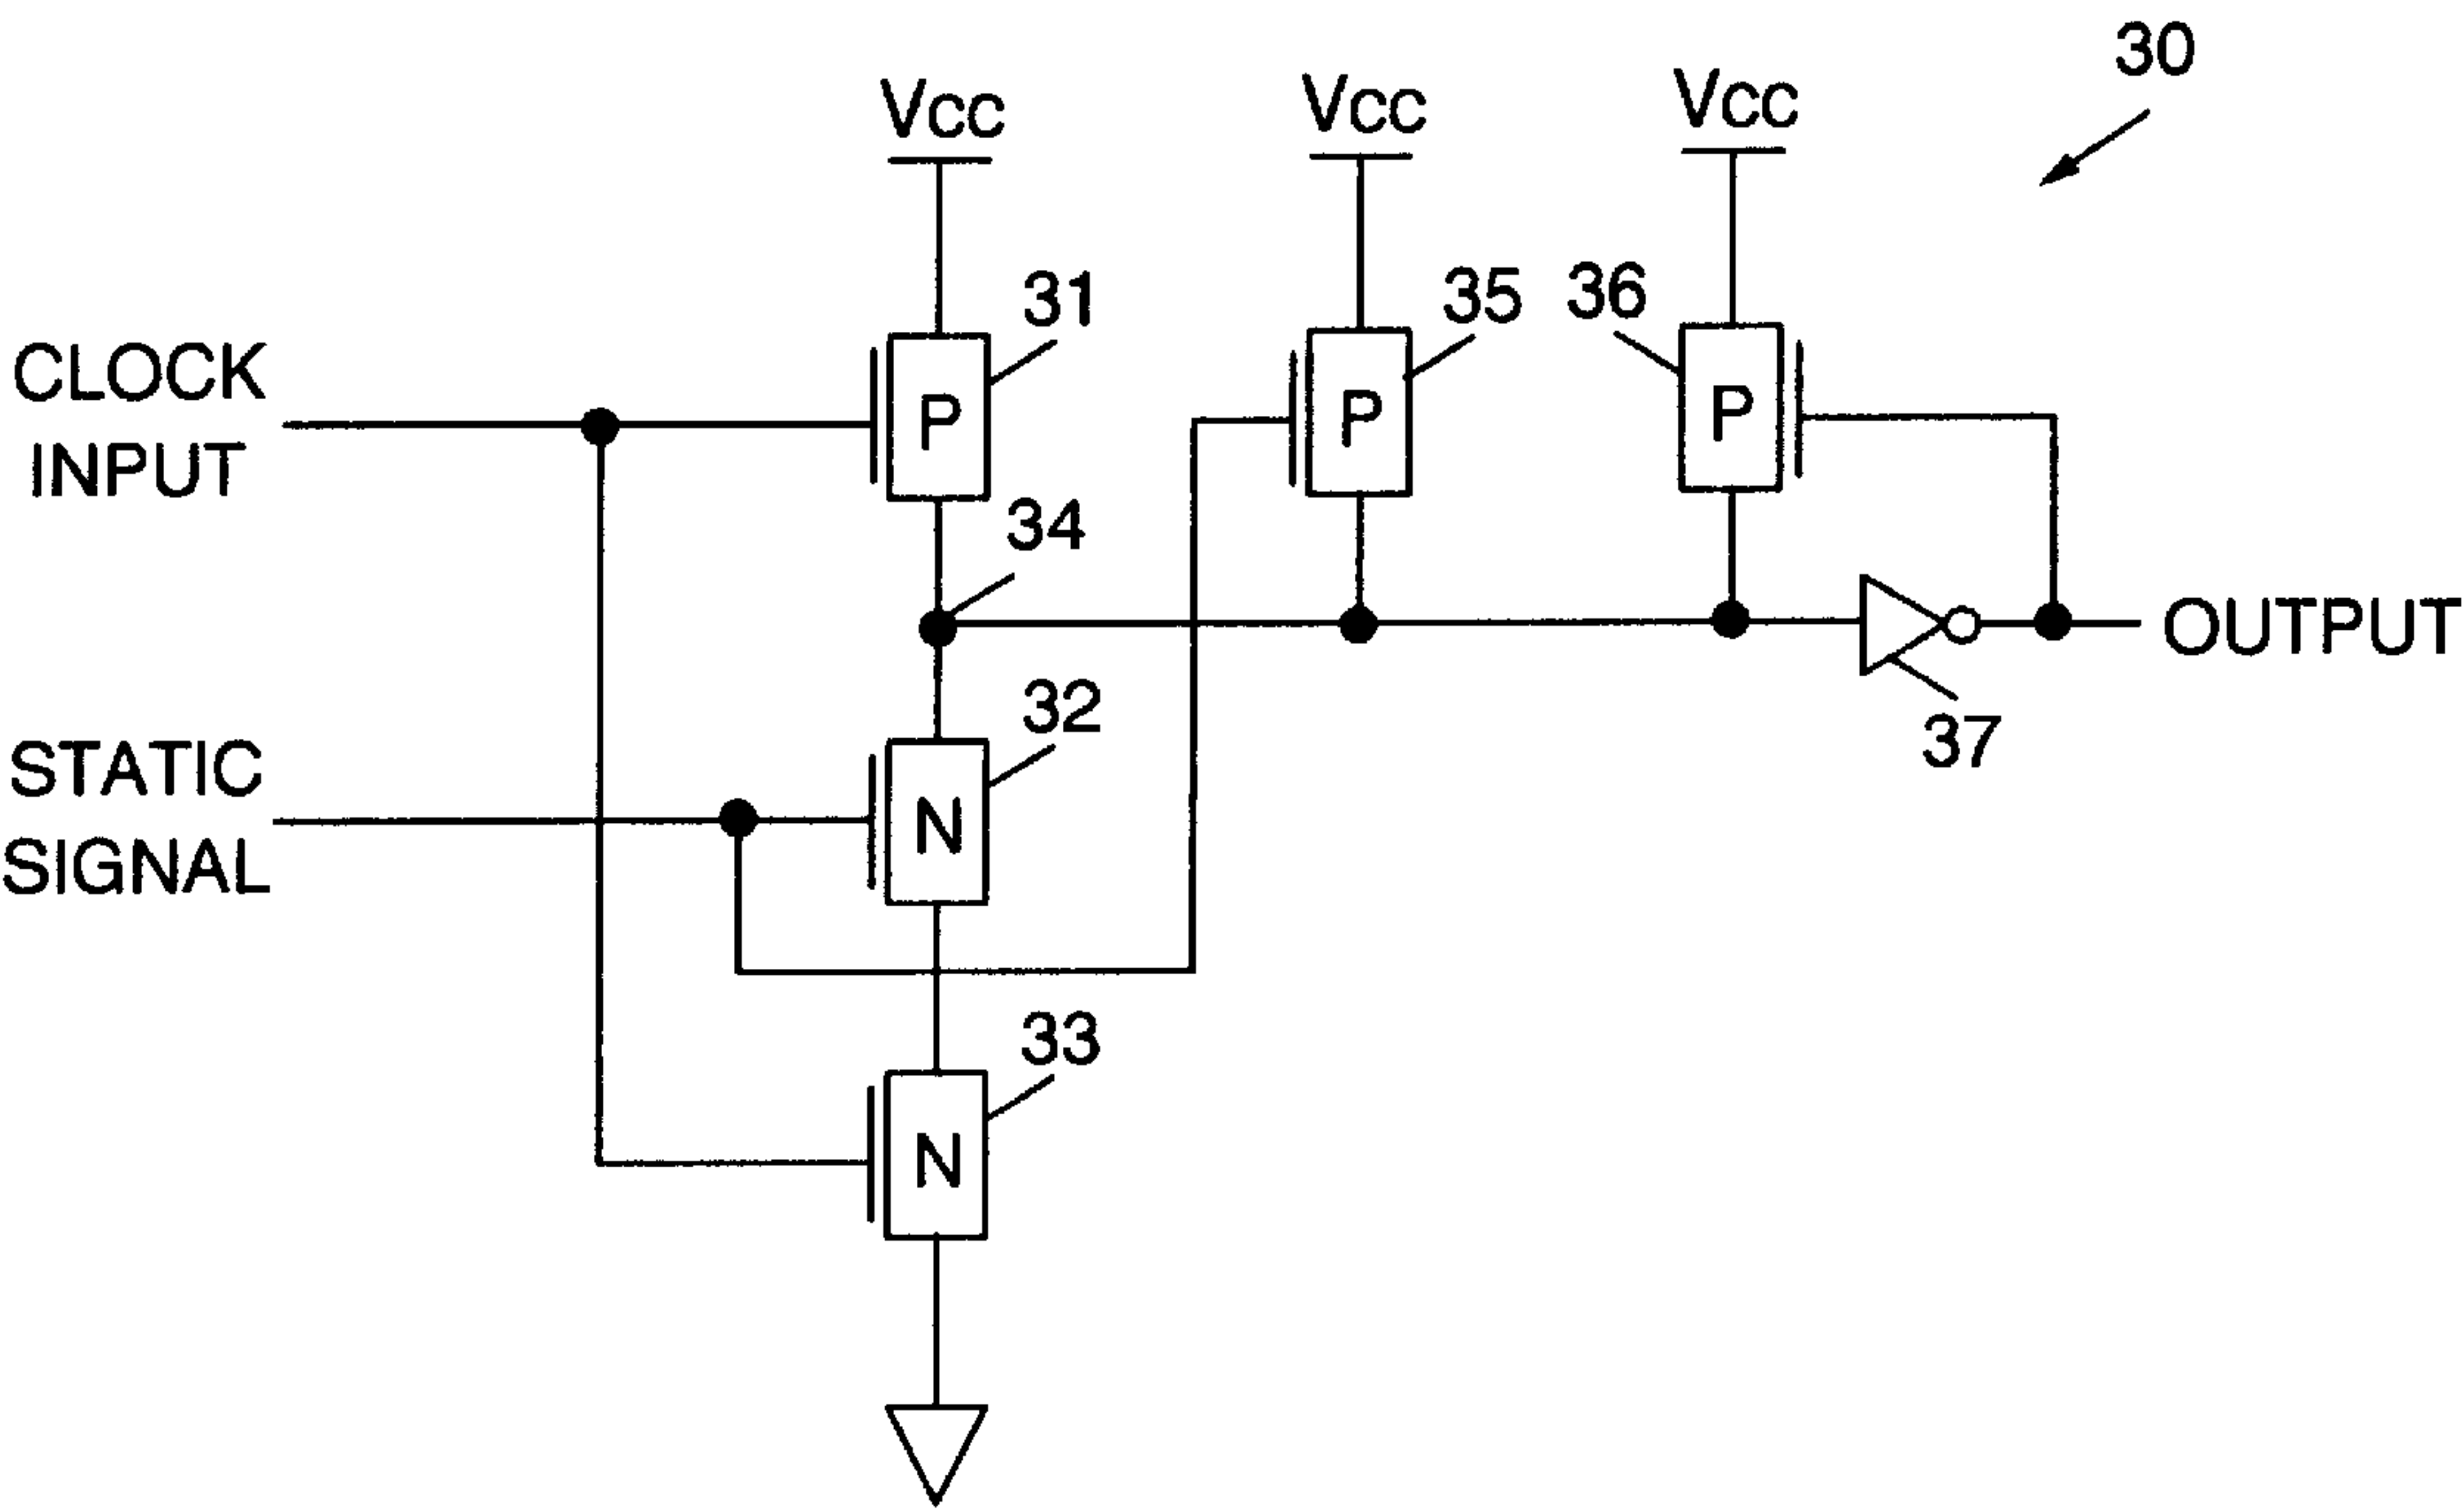 30
VCC
VCC
VCC
31
35
36
CLOCK
INPUT
P
P
P
34
OUTPUT
32
37
STATIC
SIGNAL
N
33
N